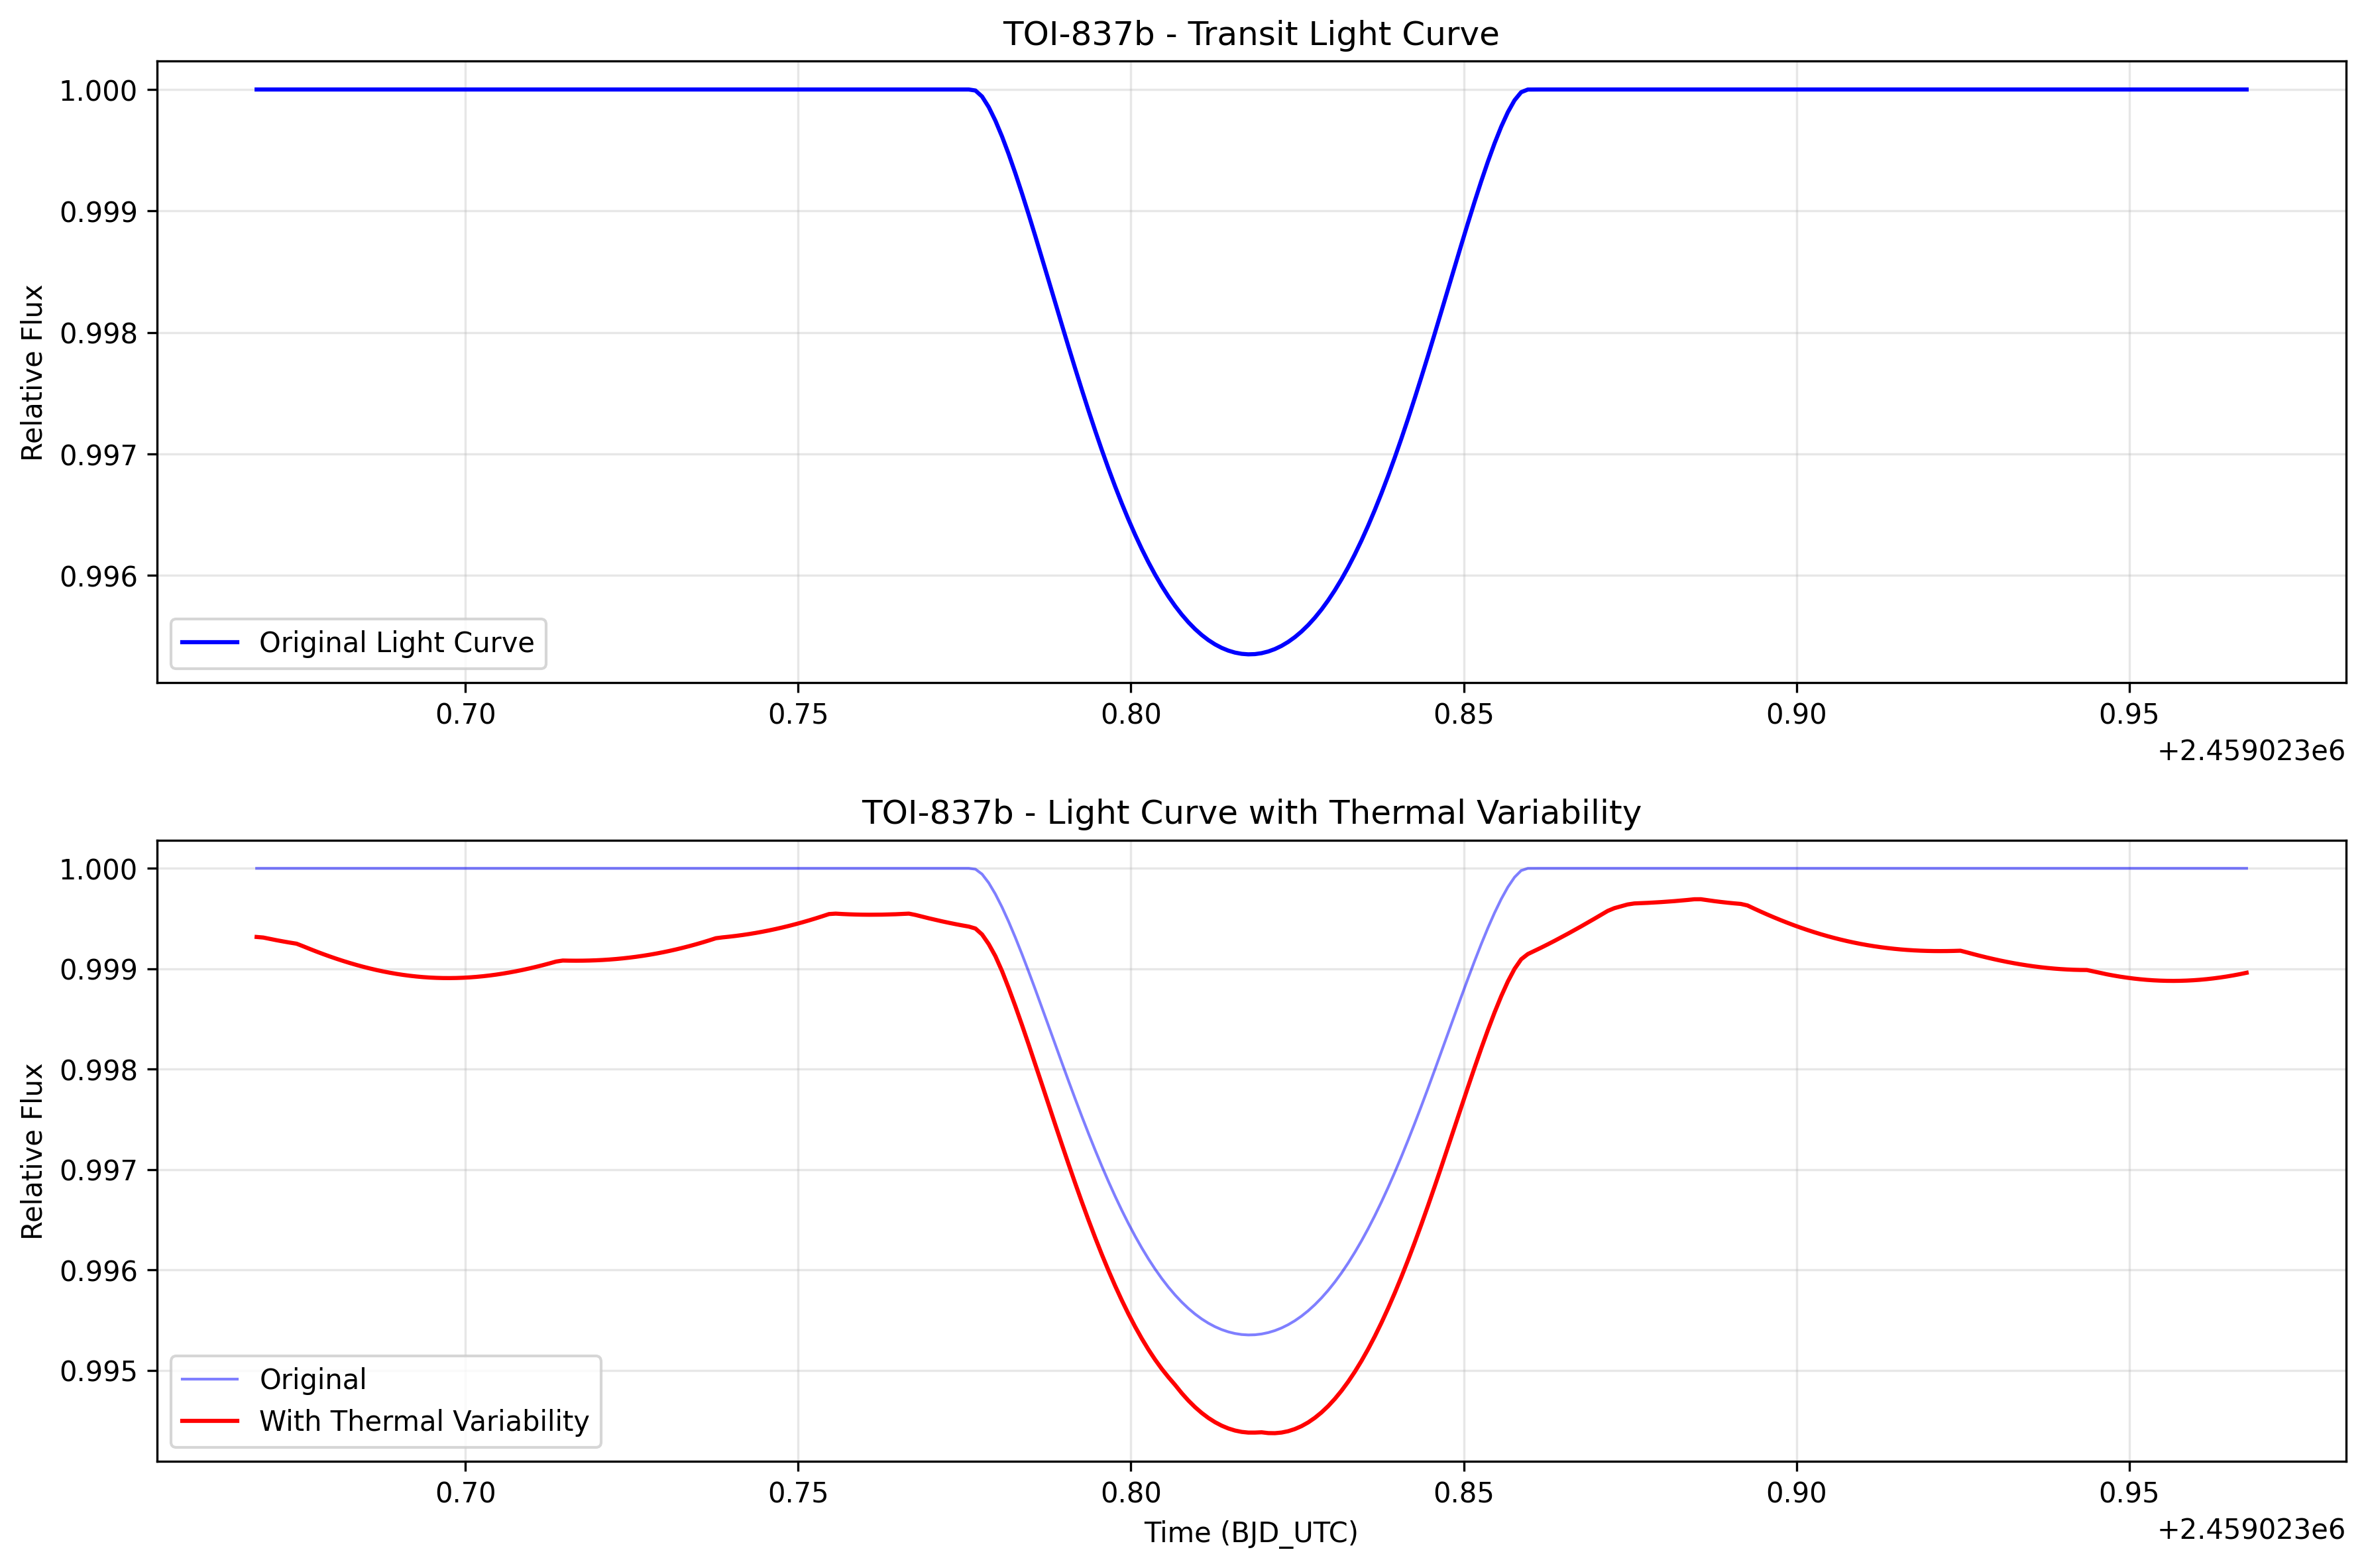 TOI-837b - Transit Light Curve
1.000
0.999
0.998
0.997
0.996
Relative Flux
Original Light Curve
0.70 0.75 0.80 0.85 0.90 0.95
+2.459023e6
TOI-837b - Light Curve with Thermal Variability
1.000
0.999
0.998
0.997
0.996
0.995
Relative Flux
Original
With Thermal Variability
0.70 0.75 0.80 0.85 0.90 0.95
Time (BJD_UTC)
+2.459023e6